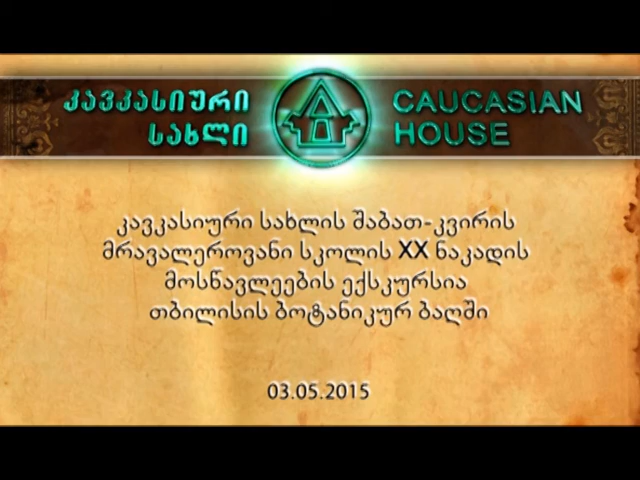 კავკასიური
სახლი
CAUCASIAN
HOUSE
კავკასიური სახლის შაბათ-კვირის
მრავალეროვანი სკოლის XX ნაკადის
მოსწავლეების ექსკურსია
თბილისის ბოტანიკურ ბაღში
03.05.2015